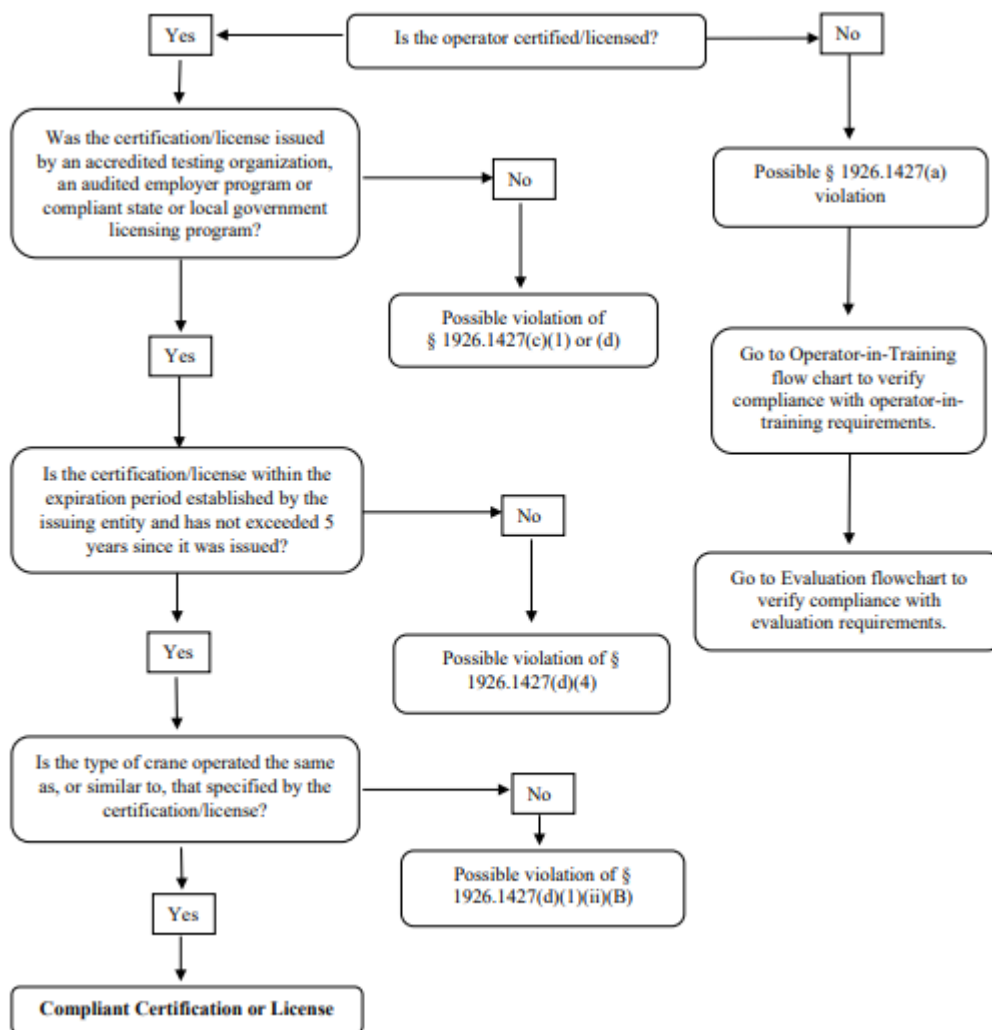 Yes
Is the operator certified/licensed?
No
Was the certification/license issued
by an accredited testing organization,
an audited employer program or
compliant state or local government
licensing program?
No
Possible § 1926.1427(a)
violation
Possible violation of
§ 1926.1427(c)(1) or (d)
Yes
Go to Operator-in-Training
flow chart to verify
compliance with operator-in-
training requirements.
Is the certification/license within the
expiration period established by the
issuing entity and has not exceeded 5
years since it was issued?
No
Go to Evaluation flowchart to
verify compliance with
evaluation requirements.
Yes
Possible violation of §
1926.1427(d)(4)
Is the type of crane operated the same
as, or similar to, that specified by the
certification/license?
No
Possible violation of §
1926.1427(d)(1)(ii)(B)
Yes
Compliant Certification or License